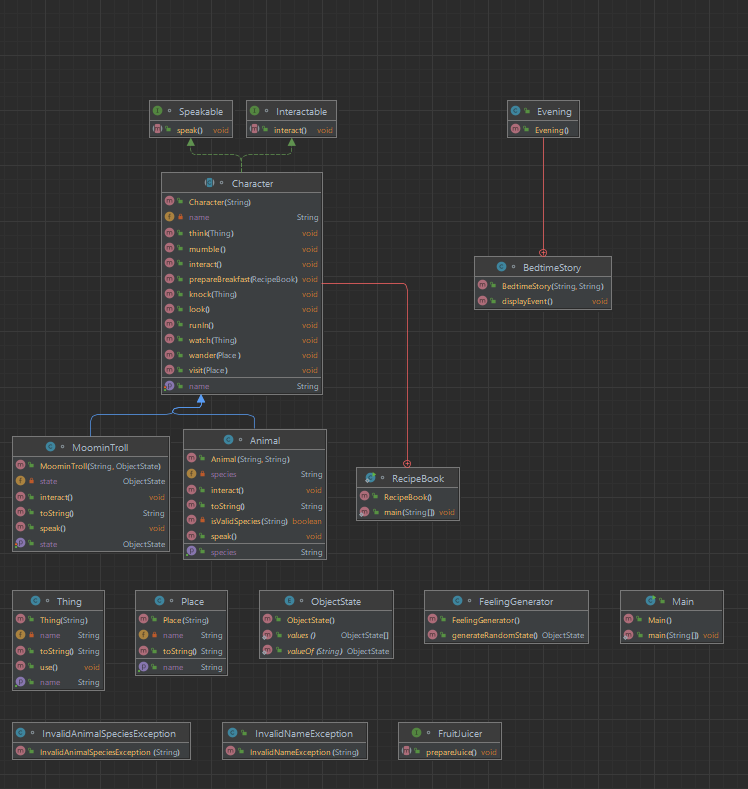 Speakable
speak() void
Interactable
interact() void
Evening
Evening()
Character
Character(String)
name String
think(Thing) void
mumble() void
interact() void
prepareBreakfast(RecipeBook) void
knock(Thing) void
look() void
runIn() void
watch(Thing) void
wander(Place) void
visit(Place) void
name String
BedtimeStory
BedtimeStory(String, String)
displayEvent() void
MoominTroll
MoominTroll(String, ObjectState)
state ObjectState
interact() void
toString() String
speak() void
state ObjectState
Animal
Animal(String, String)
species String
interact() void
toString() String
isValidSpecies(String) boolean
speak() void
species String
RecipeBook
RecipeBook()
main(String[]) void
Thing
Thing(String)
name String
toString() String
use() void
name String
Place
Place(String)
name String
toString() String
name String
ObjectState
ObjectState()
values () ObjectState[]
valueOf (String) ObjectState
FeelingGenerator
FeelingGenerator()
generateRandomState() ObjectState
Main
Main()
main(String[]) void
InvalidAnimalSpeciesException
InvalidAnimalSpeciesException (String)
InvalidNameException
InvalidNameException (String)
FruitJuicer
prepareJuice() void